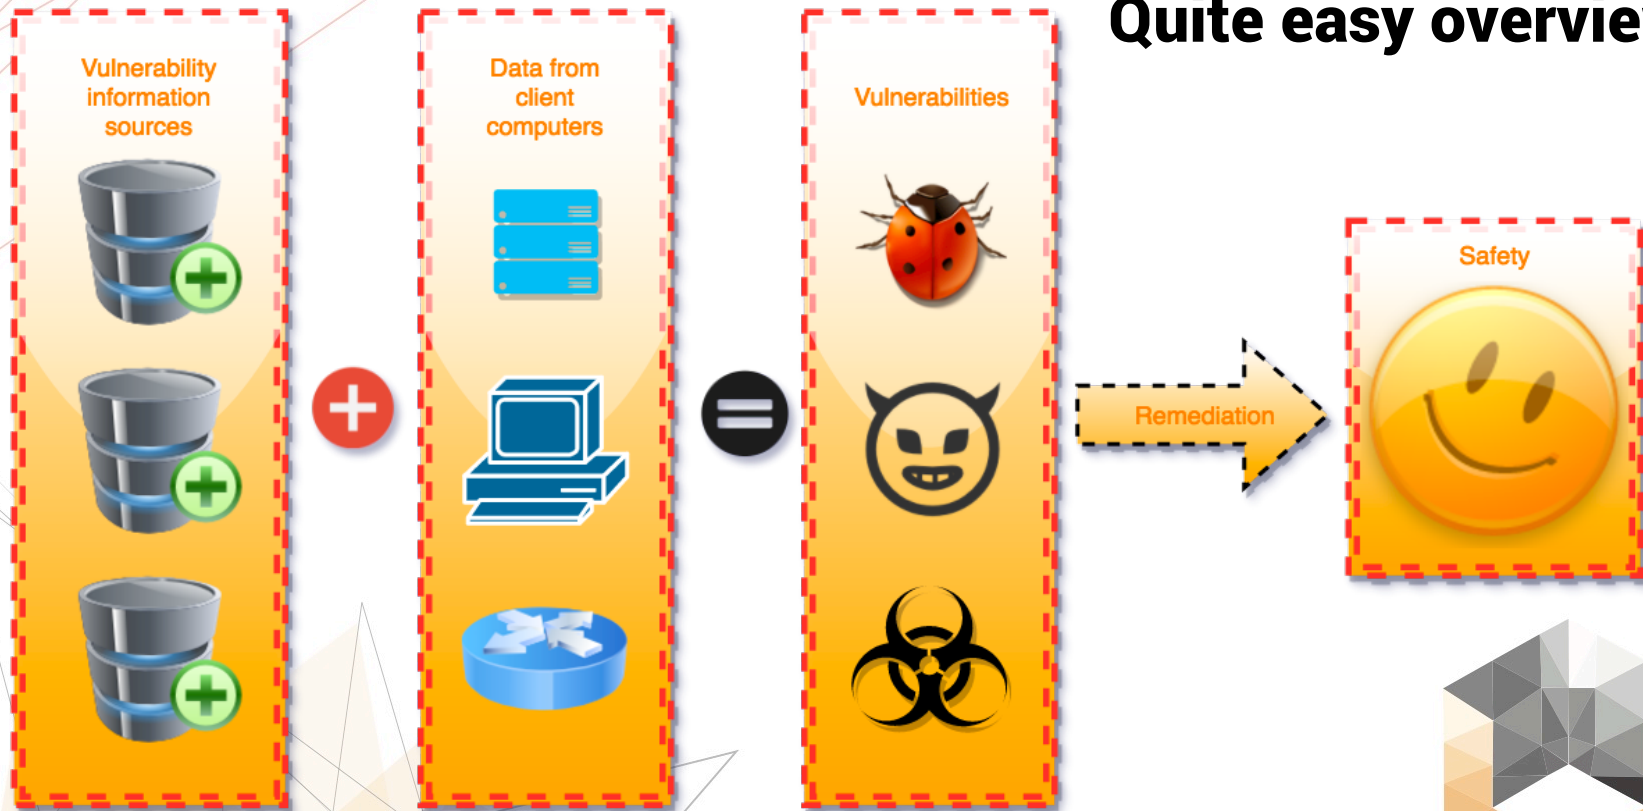 Quite easy overvie
Vulnerability
information
sources
Data from
client
computers
Vulnerabilities
Remediation
Safety